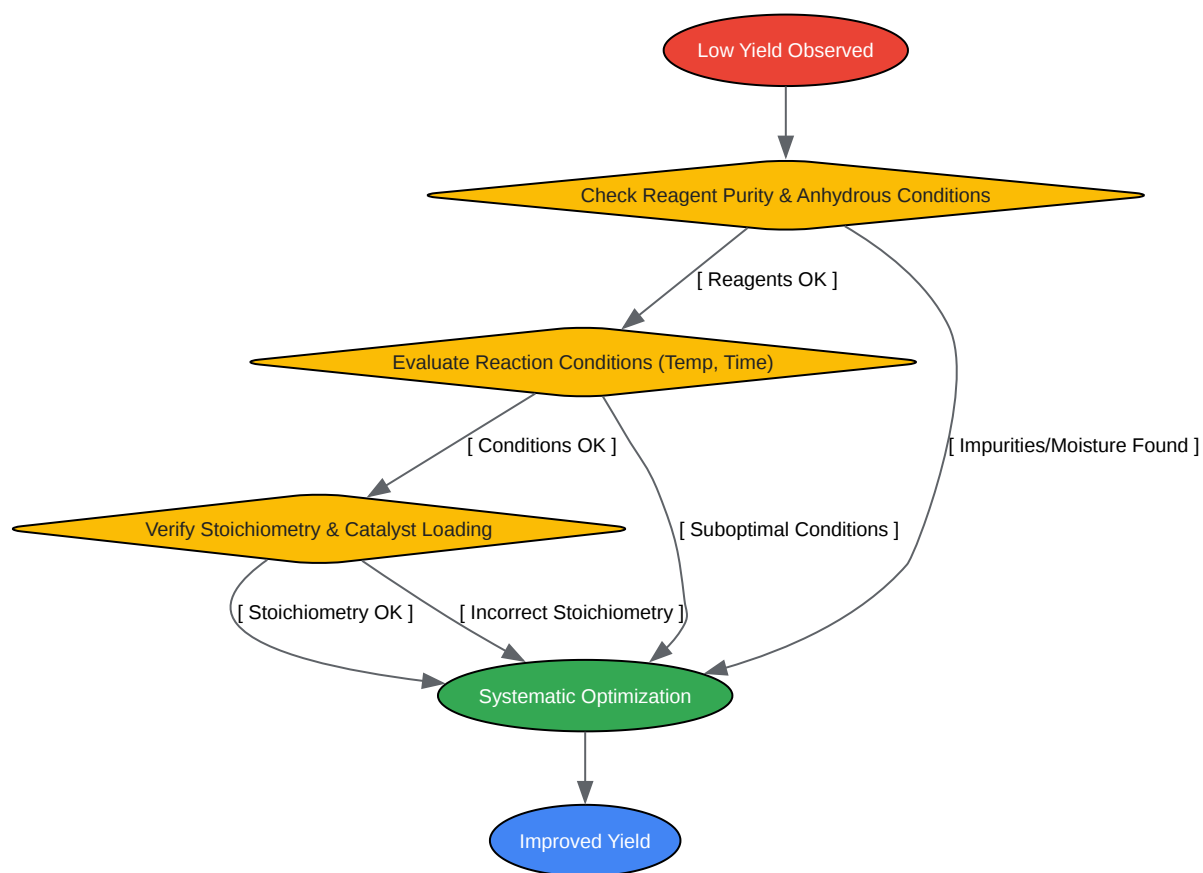 Low Yield Observed
Check Reagent Purity & Anhydrous Conditions
[ Reagents OK ]
Evaluate Reaction Conditions (Temp, Time)
[ Conditions OK ]
[ Impurities/Moisture Found ]
Verify Stoichiometry & Catalyst Loading
[ Suboptimal Conditions ]
[ Stoichiometry OK ]
[ Incorrect Stoichiometry ]
Systematic Optimization
Improved Yield